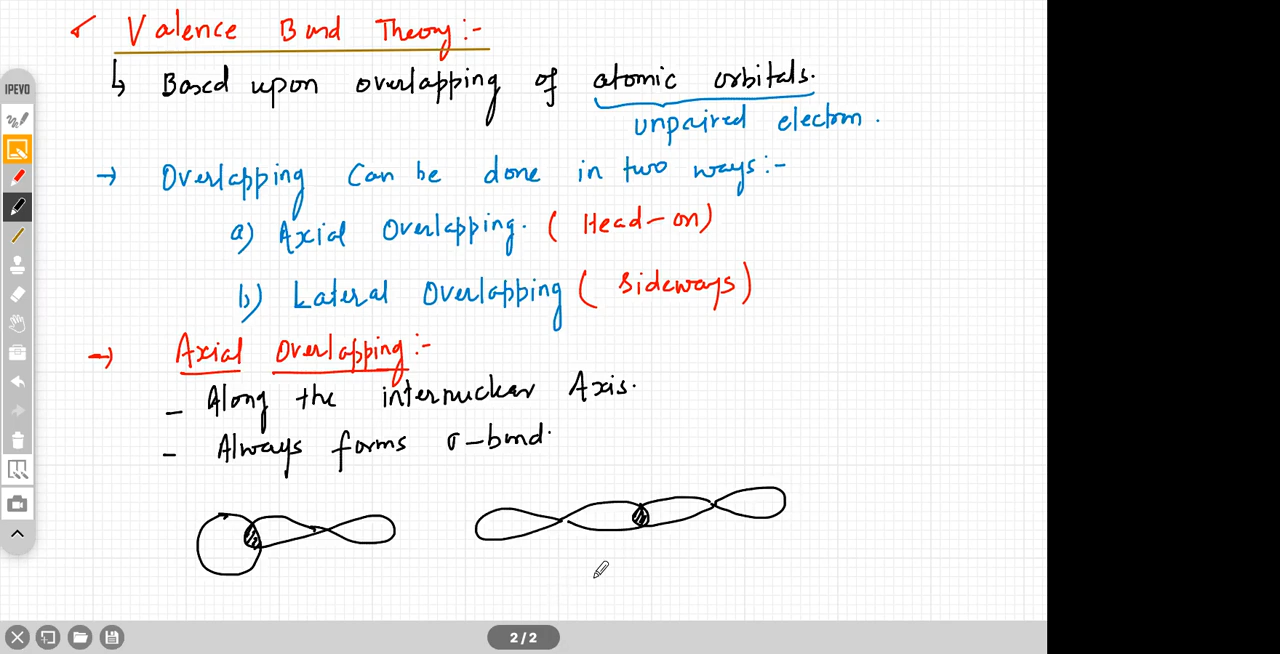 Valence Bond Theory:-
↳ Based upon overlapping of atomic orbitals.
unpaired electron.
→ Overlapping Can be done in two ways:-
a) Axial Overlapping. (Head-on)
b) Lateral Overlapping (Sideways)
→ Axial Overlapping:-
- Along the internuclear Axis.
- Always forms σ-bond.
IPEVO
2/2